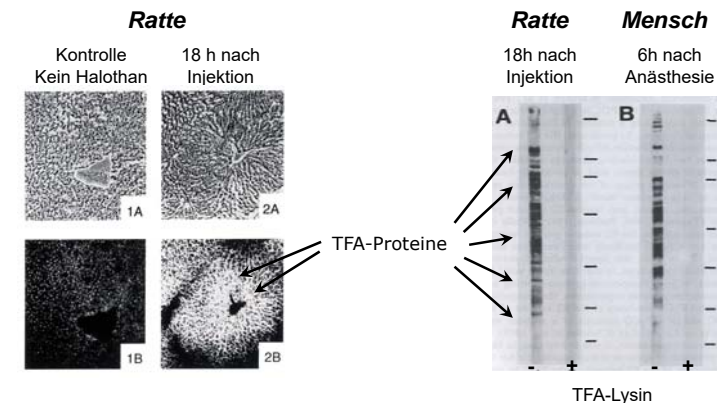 Ratte
Kontrolle
Kein Halothan
18 h nach
Injektion
1A
2A
1B
2B
TFA-Proteine
Ratte
18h nach
Injektion
Mensch
6h nach
Anästhesie
A
B
- +
- +
TFA-Lysin